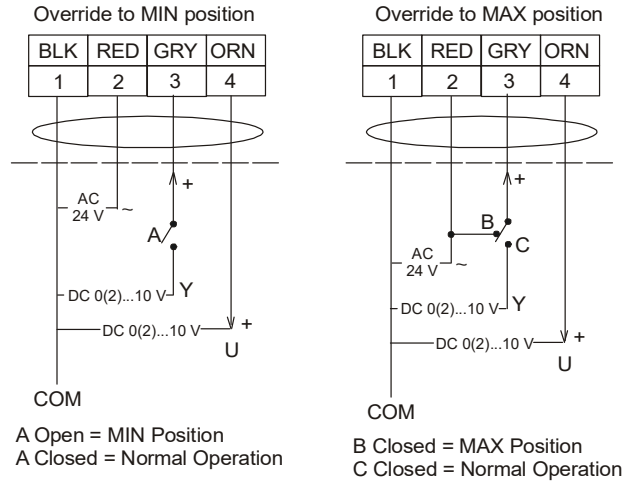 Override to MIN position
BLK RED GRY ORN
1 2 3 4
+
AC
24 V ~
A
DC 0(2)...10 V Y
DC 0(2)...10 V +
U
COM
A Open = MIN Position
A Closed = Normal Operation
Override to MAX position
BLK RED GRY ORN
1 2 3 4
+
B
C
AC
24 V ~
DC 0(2)...10 V Y
DC 0(2)...10 V +
U
COM
B Closed = MAX Position
C Closed = Normal Operation